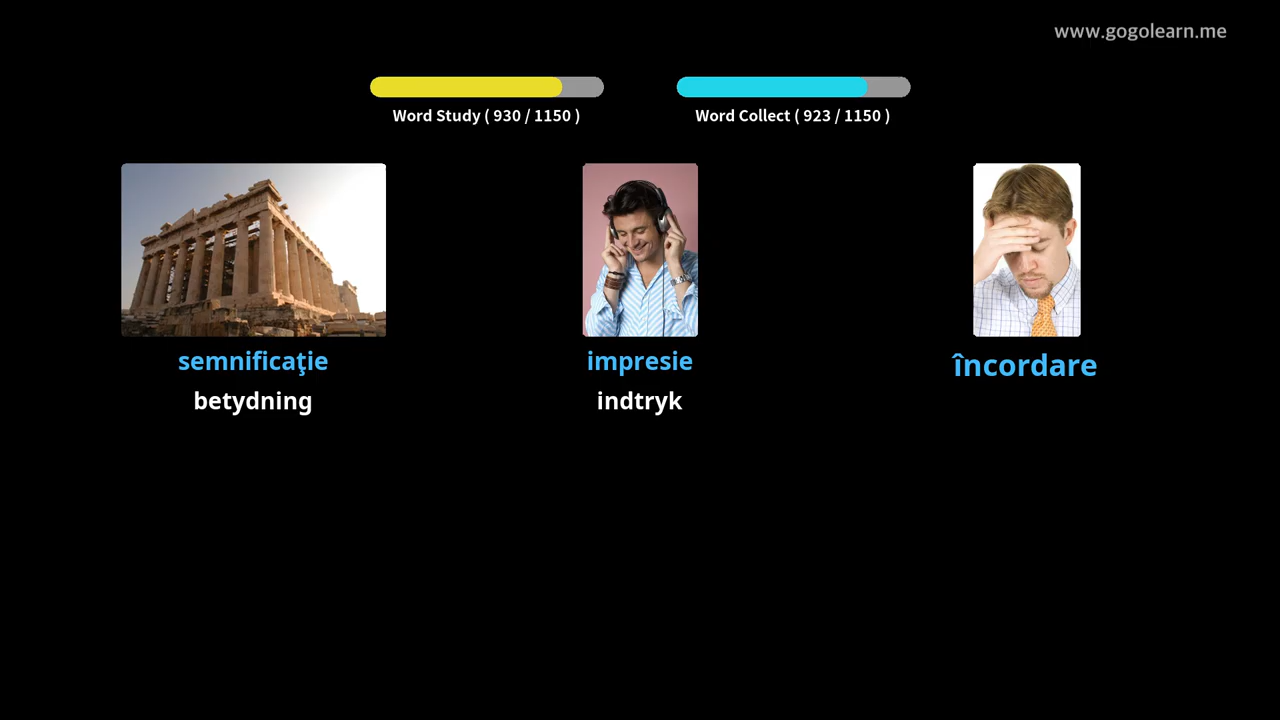 www.gogolearn.me
Word Study ( 930 / 1150 )
Word Collect ( 923 / 1150 )
semnificaţie
impresie
încordare
betydning
indtryk